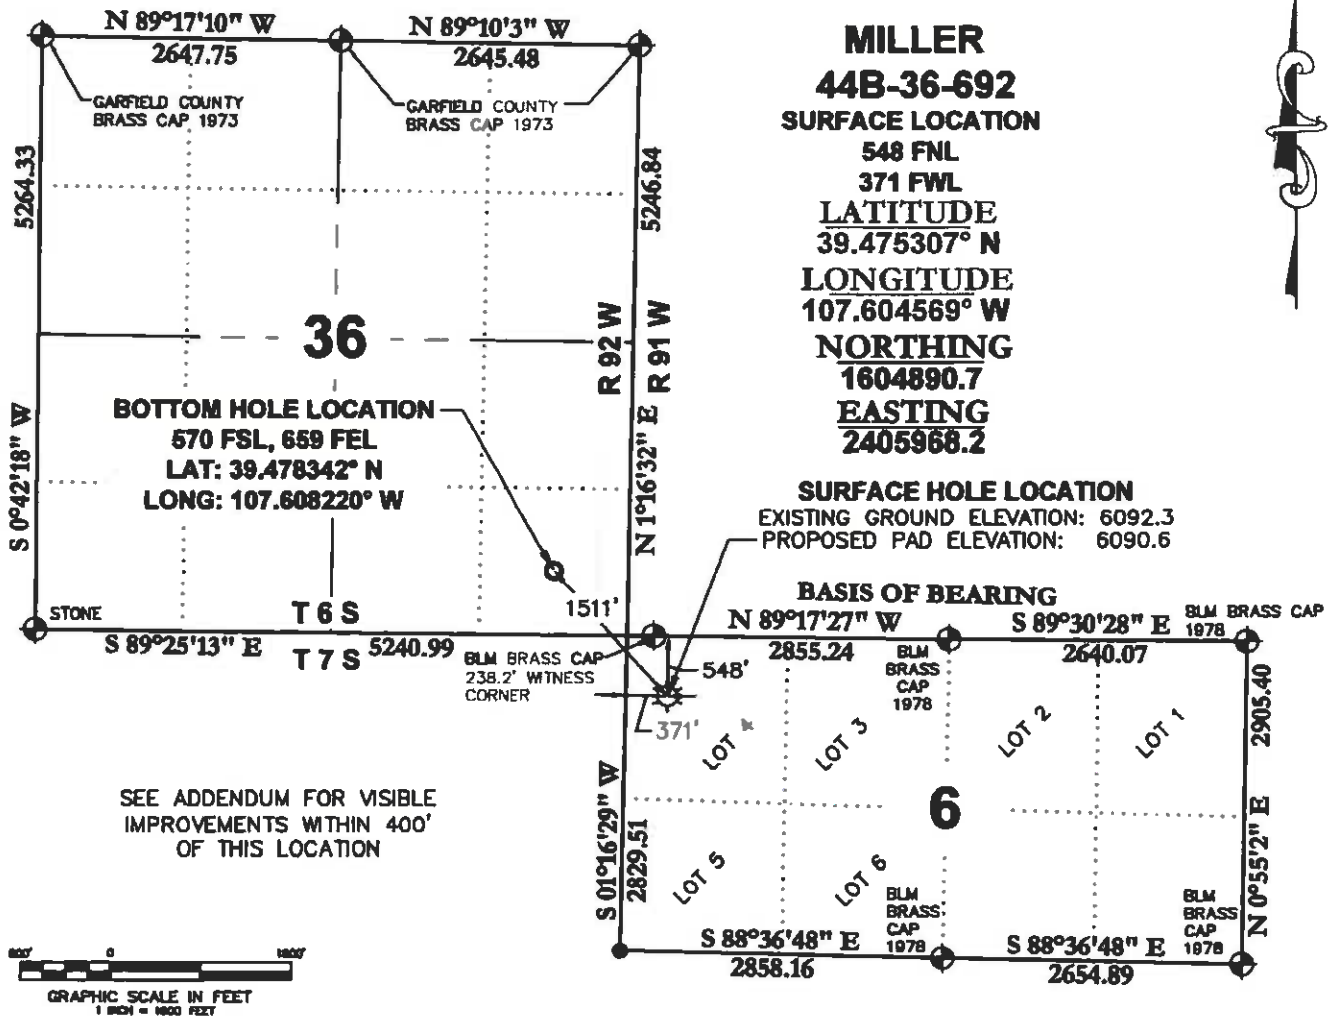 N 89°17'10" W
2647.75
N 89°10'3" W
2645.48
GARFIELD COUNTY
BRASS CAP 1973
GARFIELD COUNTY
BRASS CAP 1973
5264.33
5246.84
MILLER
44B-36-692
SURFACE LOCATION
548 FNL
371 FWL
LATITUDE
39.475307° N
LONGITUDE
107.604569° W
NORTHING
1604890.7
EASTING
2405968.2
36
R 92 W
R 91 W
BOTTOM HOLE LOCATION
570 FSL, 659 FEL
LAT: 39.478342° N
LONG: 107.608220° W
S 0°42'18" W
N 1°16'32" E
SURFACE HOLE LOCATION
EXISTING GROUND ELEVATION: 6092.3
PROPOSED PAD ELEVATION: 6090.6
STONE
T 6 S
S 89°25'13" E
T 7 S
5240.99
1511'
BLM BRASS CAP
238.2' WITNESS
CORNER
548'
371'
BASIS OF BEARING
N 89°17'27" W
2855.24
S 89°30'28" E
2640.07
BLM BRASS CAP
1978
BLM
BRASS
CAP
1978
2905.40
LOT 4
LOT 3
LOT 2
LOT 1
6
SEE ADDENDUM FOR VISIBLE
IMPROVEMENTS WITHIN 400'
OF THIS LOCATION
S 01°16'29" W
2829.51
LOT 5
LOT 6
N 0°55'2" E
BLM
BRASS
CAP
1978
BLM
BRASS
CAP
1978
S 88°36'48" E
2858.16
S 88°36'48" E
2654.89
0
GRAPHIC SCALE IN FEET